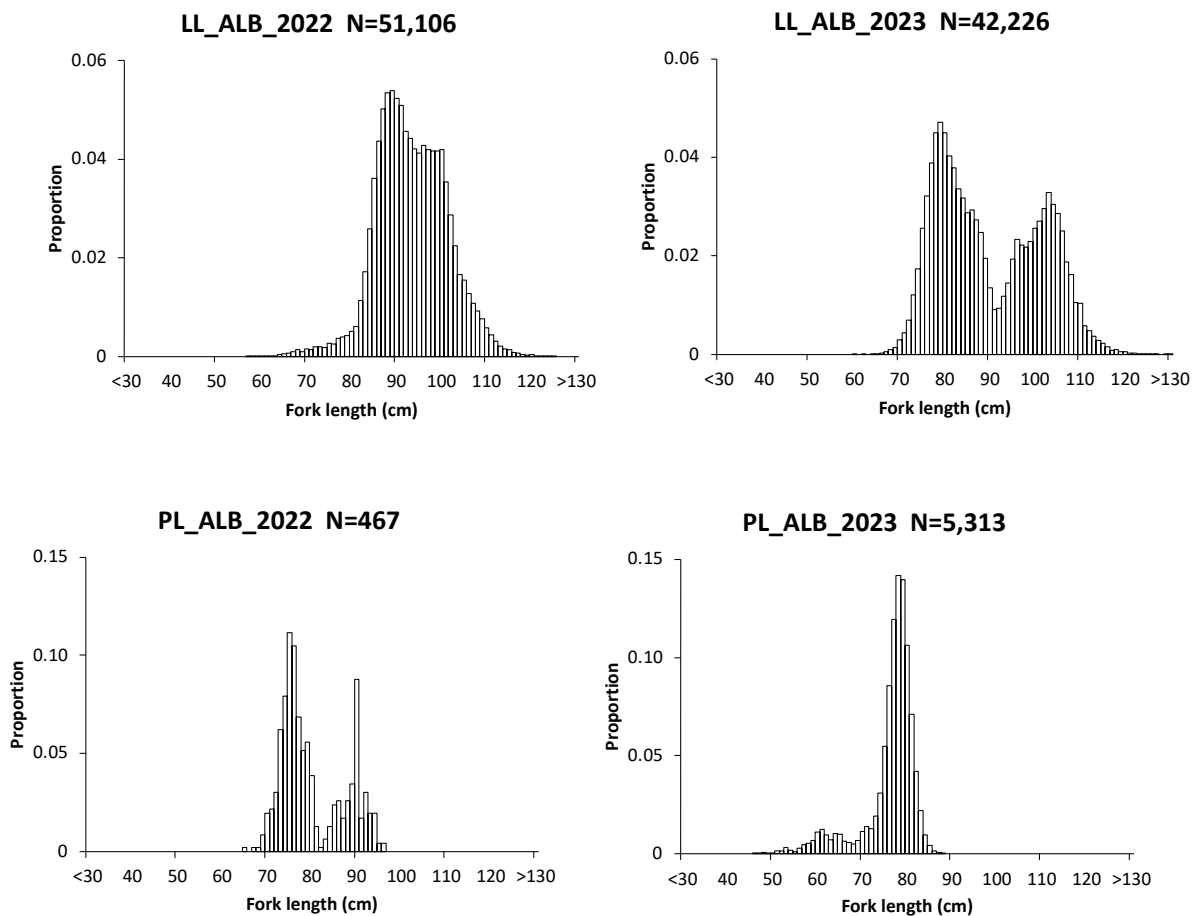 LL_ALB_2022 N=51,106
0.06
0.04
0.02
0
Proportion
<30 40 50 60 70 80 90 100 110 120 >130
Fork length (cm)
LL_ALB_2023 N=42,226
0.06
0.04
0.02
0
Proportion
<30 40 50 60 70 80 90 100 110 120 >130
Fork length (cm)
PL_ALB_2022 N=467
0.15
0.10
0.05
0
Proportion
<30 40 50 60 70 80 90 100 110 120 >130
Fork length (cm)
PL_ALB_2023 N=5,313
0.15
0.10
0.05
0
Proportion
<30 40 50 60 70 80 90 100 110 120 >130
Fork length (cm)